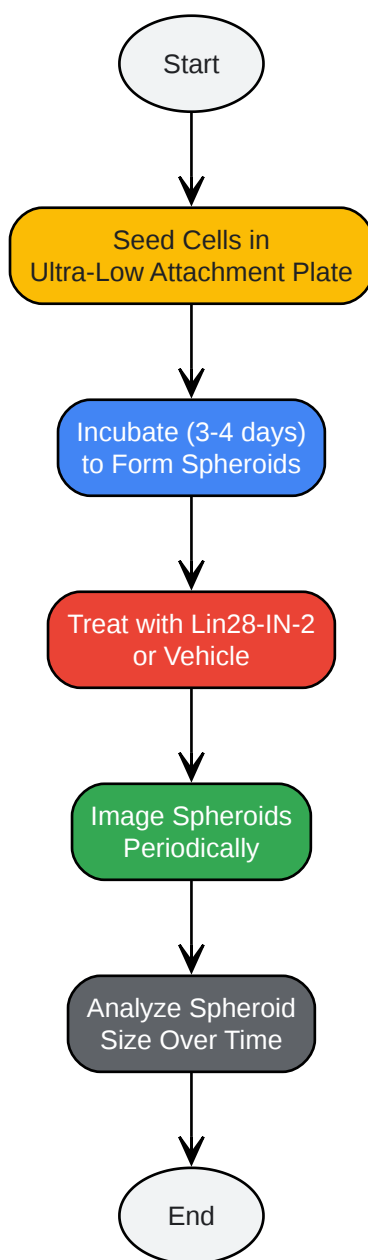 Start
Seed Cells in
Ultra-Low Attachment Plate
Incubate (3-4 days)
to Form Spheroids
Treat with Lin28-IN-2
or Vehicle
Image Spheroids
Periodically
Analyze Spheroid
Size Over Time
End